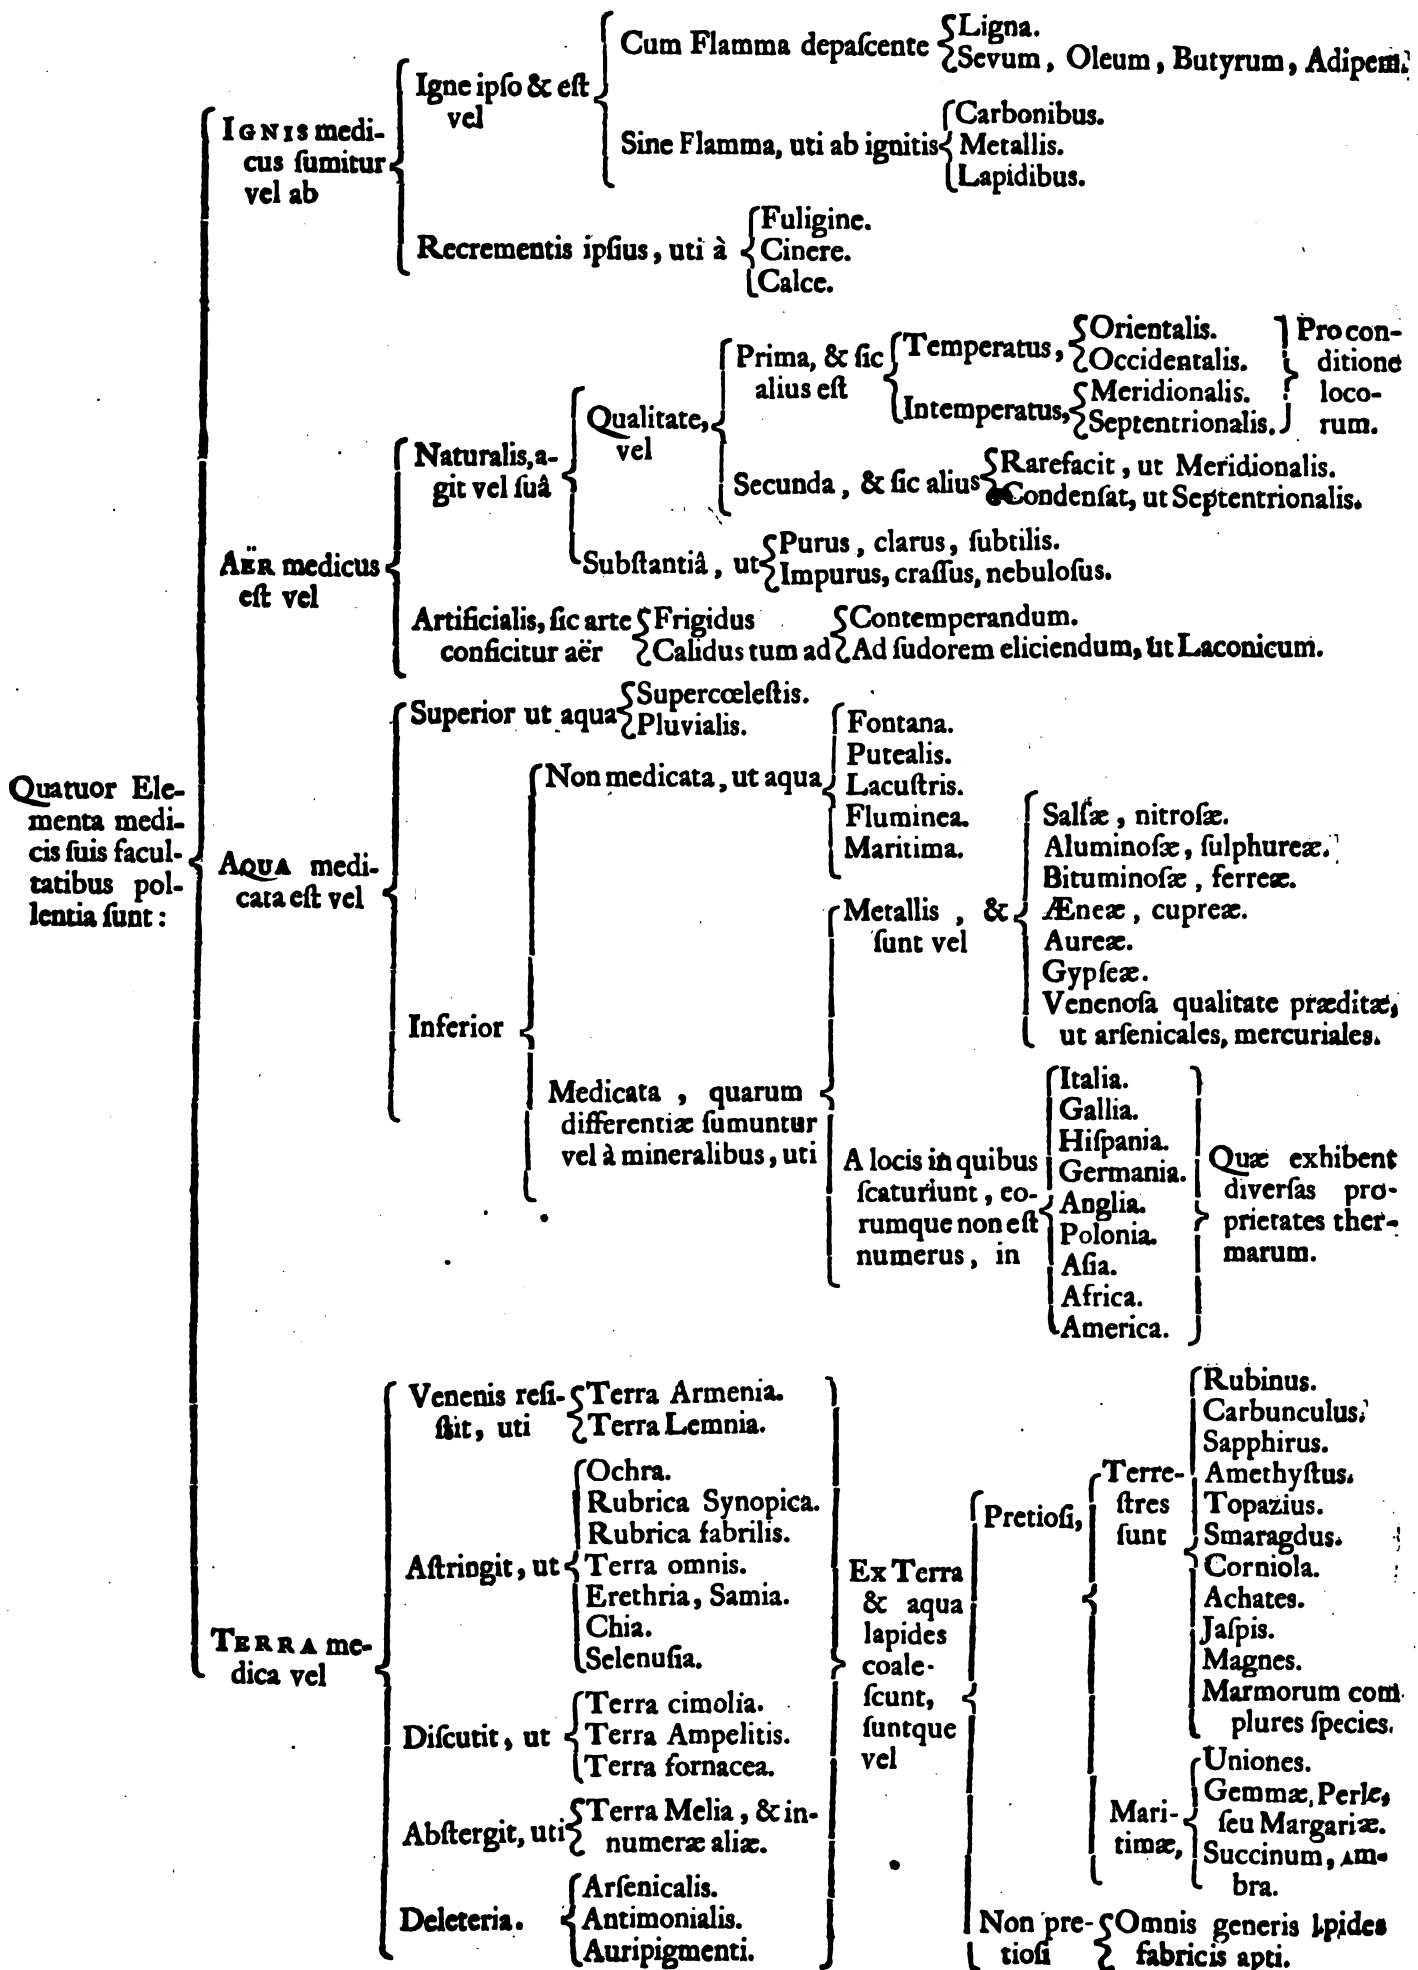 Quatuor Ele-
menta medi-
cis ſuis facul-
tatibus pol-
lentia ſunt:
IGNIS medi-
cus ſumitur
vel ab
Igne ipſo & eſt
vel
Cum Flamma depaſcente
Ligna.
Sevum, Oleum, Butyrum, Adipem.
Sine Flamma, uti ab ignitis
Carbonibus.
Metallis.
Lapidibus.
Recrementis ipſius, uti à
Fuligine.
Cinere.
Calce.
AËR medicus
eſt vel
Naturalis, a-
git vel ſuâ
Qualitate,
vel
Prima, & ſic
alius eſt
Temperatus,
Orientalis.
Occidentalis.
Intemperatus,
Meridionalis.
Septentrionalis.
Pro con-
ditione
loco-
rum.
Secunda, & ſic alius
Rarefacit, ut Meridionalis.
Condenſat, ut Septentrionalis.
Subſtantiâ, ut
Purus, clarus, ſubtilis.
Impurus, craſſus, nebuloſus.
Artificialis, ſic arte
conficitur aër
Frigidus
Calidus tum ad
Contemperandum.
Ad ſudorem eliciendum, ut Laconicum.
AQUA medi-
cata eſt vel
Superior ut aqua
Supercœleſtis.
Pluvialis.
Inferior
Non medicata, ut aqua
Fontana.
Putealis.
Lacuſtris.
Fluminea.
Maritima.
Medicata, quarum
differentiæ ſumuntur
vel à mineralibus, uti
Metallis, &
ſunt vel
Salſæ, nitroſæ.
Aluminoſæ, ſulphureæ.
Bituminoſæ, ferreæ.
Æneæ, cupreæ.
Aureæ.
Gypſeæ.
Venenoſa qualitate præditæ,
ut arſenicales, mercuriales.
A locis in quibus
ſcaturiunt, eo-
rumque non eſt
numerus, in
Italia.
Gallia.
Hiſpania.
Germania.
Anglia.
Polonia.
Aſia.
Africa.
America.
Quæ exhibent
diverſas pro-
prietates ther-
marum.
TERRA me-
dica vel
Venenis reſi-
ſtit, uti
Terra Armenia.
Terra Lemnia.
Aſtringit, ut
Ochra.
Rubrica Synopica.
Rubrica fabrilis.
Terra omnis.
Erethria, Samia.
Chia.
Selenuſia.
Diſcutit, ut
Terra cimolia.
Terra Ampelitis.
Terra fornacea.
Abſtergit, uti
Terra Melia, & in-
numeræ aliæ.
Deleteria.
Arſenicalis.
Antimonialis.
Auripigmenti.
Ex Terra
& aqua
lapides
coale-
ſcunt,
ſuntque
vel
Pretioſi,
Terre-
ſtres
ſunt
Rubinus.
Carbunculus.
Sapphirus.
Amethyſtus.
Topazius.
Smaragdus.
Corniola.
Achates.
Jaſpis.
Magnes.
Marmorum com
plures ſpecies.
Mari-
timæ,
Uniones.
Gemmæ, Perle,
ſeu Margariæ.
Succinum, Am-
bra.
Non pre-
tioſi
Omnis generis lpides
fabricis apti.